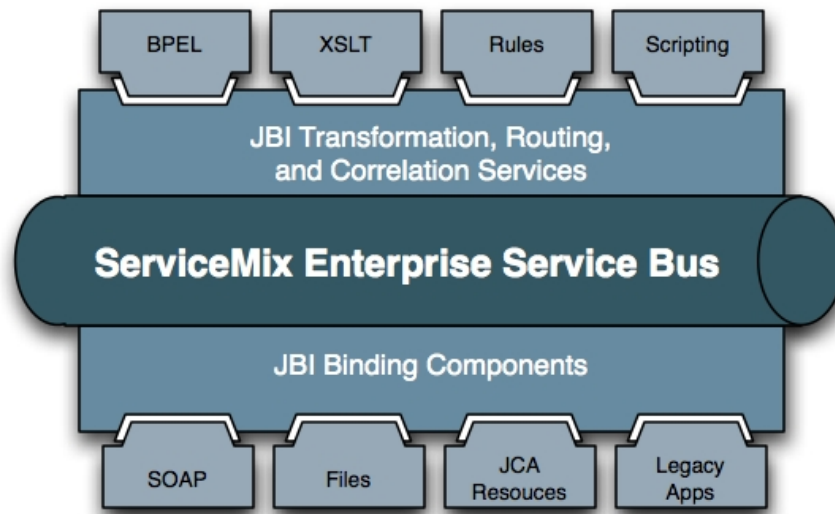 BPEL
XSLT
Rules
Scripting
JBI Transformation, Routing,
and Correlation Services
ServiceMix Enterprise Service Bus
JBI Binding Components
SOAP
Files
JCA
Resouces
Legacy
Apps